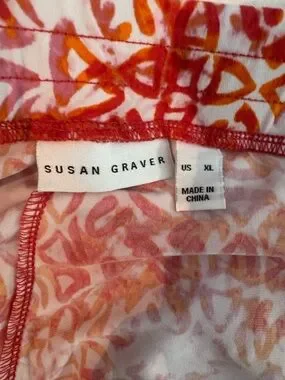 SUSAN GRAVER
US XL
MADE IN
CHINA